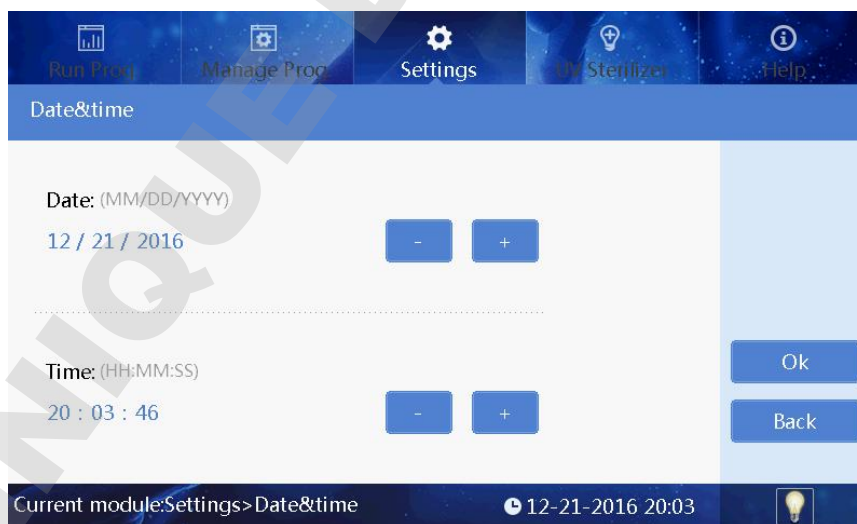 Run Prog.
Manage Prog.
Settings
UV Sterilizer
Help
Date&time
Date: (MM/DD/YYYY)
12 / 21 / 2016
- +
Time: (HH:MM:SS)
20 : 03 : 46
- +
Ok
Back
Current module:Settings>Date&time
12-21-2016 20:03
NIQUE